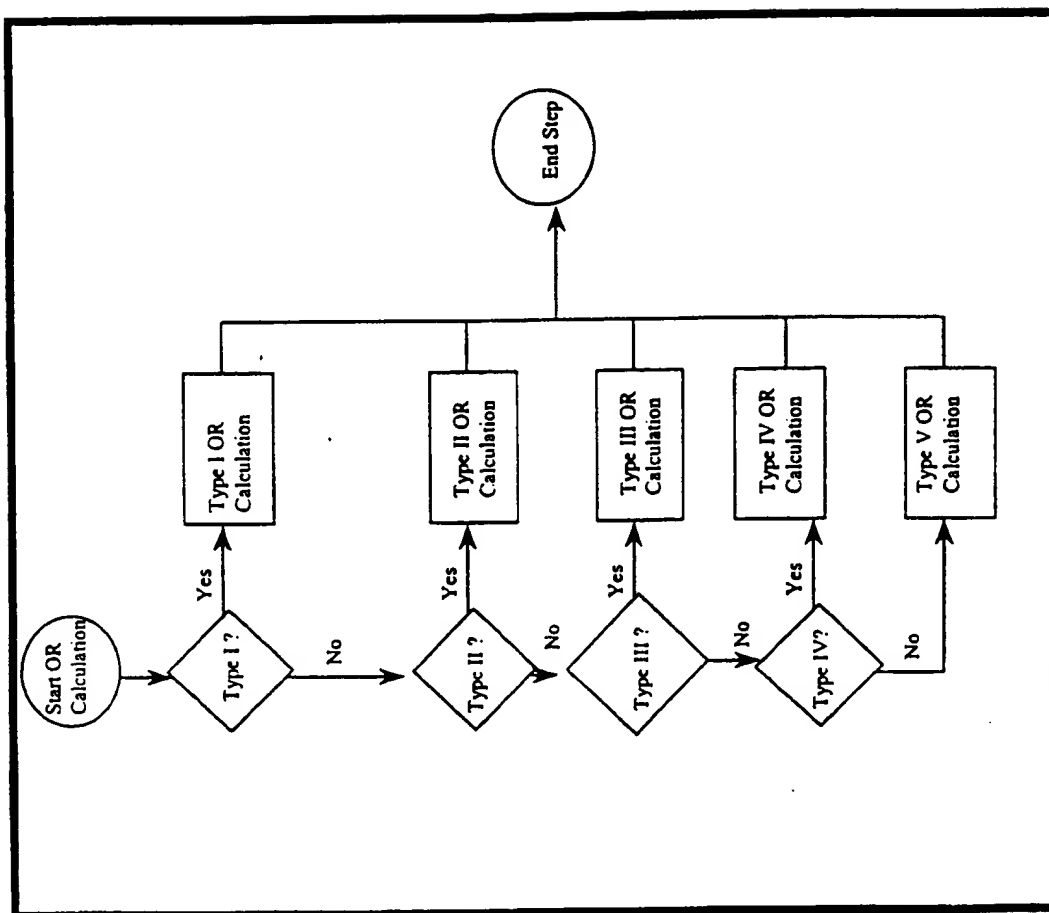 Start OR
Calculation
Type I ?
Yes
Type I OR
Calculation
No
Type II ?
Yes
Type II OR
Calculation
No
Type III ?
Yes
Type III OR
Calculation
No
Type IV?
Yes
Type IV OR
Calculation
No
Type V OR
Calculation
End Step